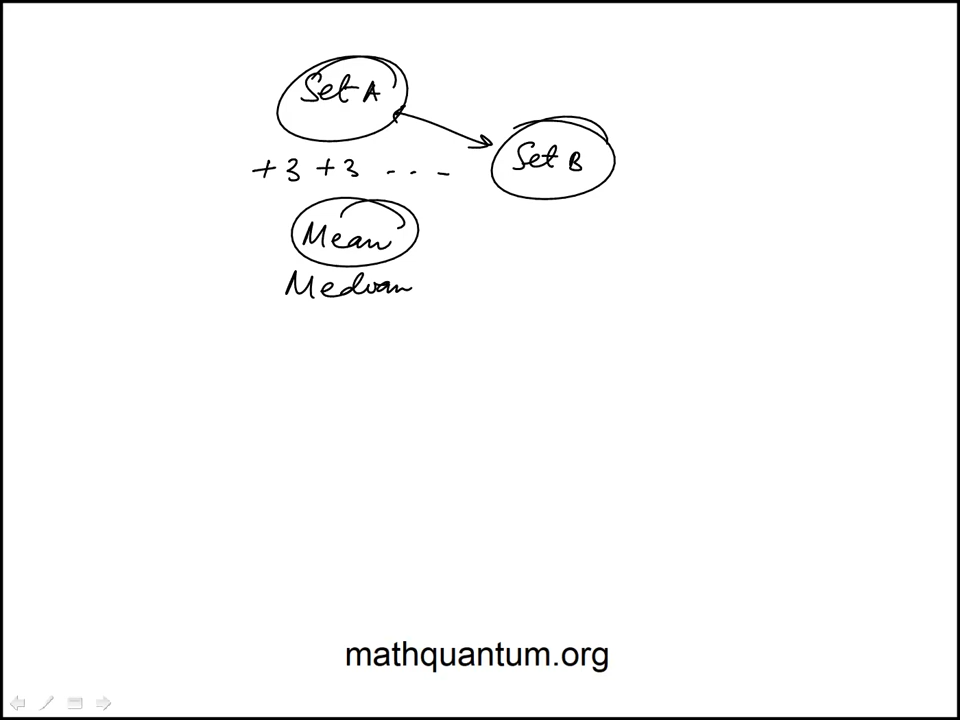 Set A
Set B
+3 +3 ... 
Mean
Median
mathquantum.org